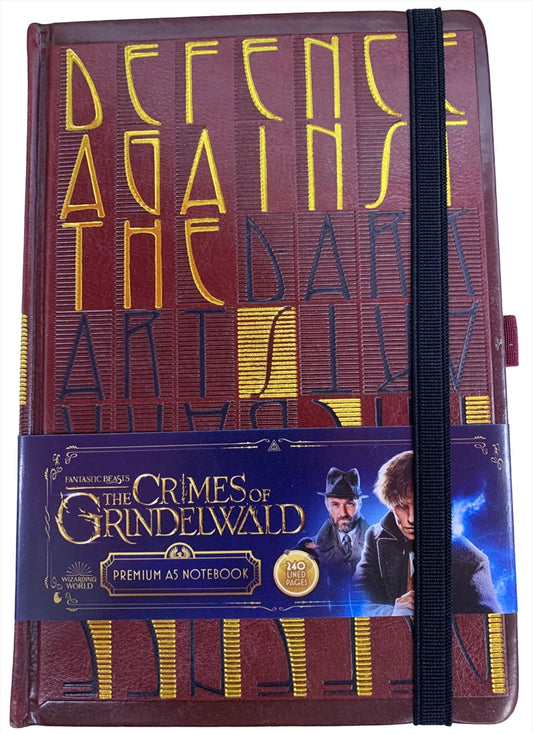 DEFENCE
AGAINST
THE DARK
ARTS
FANTASTIC BEASTS
THE CRIMES OF
GRINDELWALD
WIZARDING
WORLD
PREMIUM A5 NOTEBOOK
240
LINED
PAGES